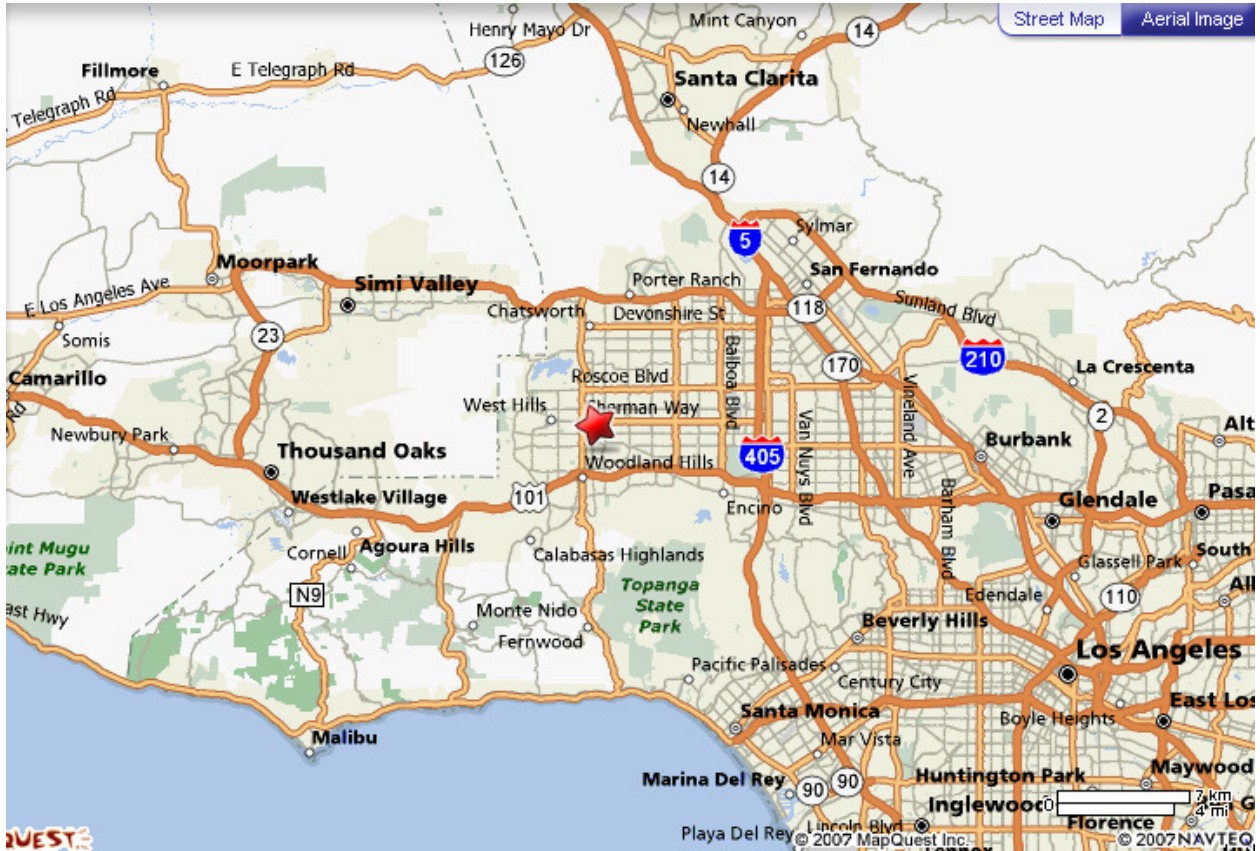 Street Map
Aerial Image
Mint Canyon
Henry Mayo Dr
14
126
Fillmore
E Telegraph Rd
Santa Clarita
Telegraph Rd
Newhall
14
5
Sylmar
Moorpark
San Fernando
Simi Valley
Porter Ranch
E Los Angeles Ave
Chatsworth
Devonshire St
118
Sunland Blvd
23
Somis
Balboa Blvd
210
170
La Crescenta
Camarillo
Roscoe Blvd
Vineland Ave
West Hills
Sherman Way
2
Newbury Park
Van Nuys Blvd
Burbank
Thousand Oaks
Woodland Hills
405
Westlake Village
101
Encino
Barham Blvd
Glendale
Cornell
Agoura Hills
Calabasas Highlands
Glassell Park
South
N9
Topanga
State
Park
Edendale
110
Monte Nido
Fernwood
Beverly Hills
Los Angeles
Pacific Palisades
Century City
Santa Monica
Boyle Heights
Malibu
Mar Vista
Marina Del Rey
90
90
Huntington Park
Maywood
7 km
0
4 mi
Inglewood
Florence
Playa Del Rey
Lincoln Blvd
© 2007 MapQuest Inc.
© 2007 NAVTEQ